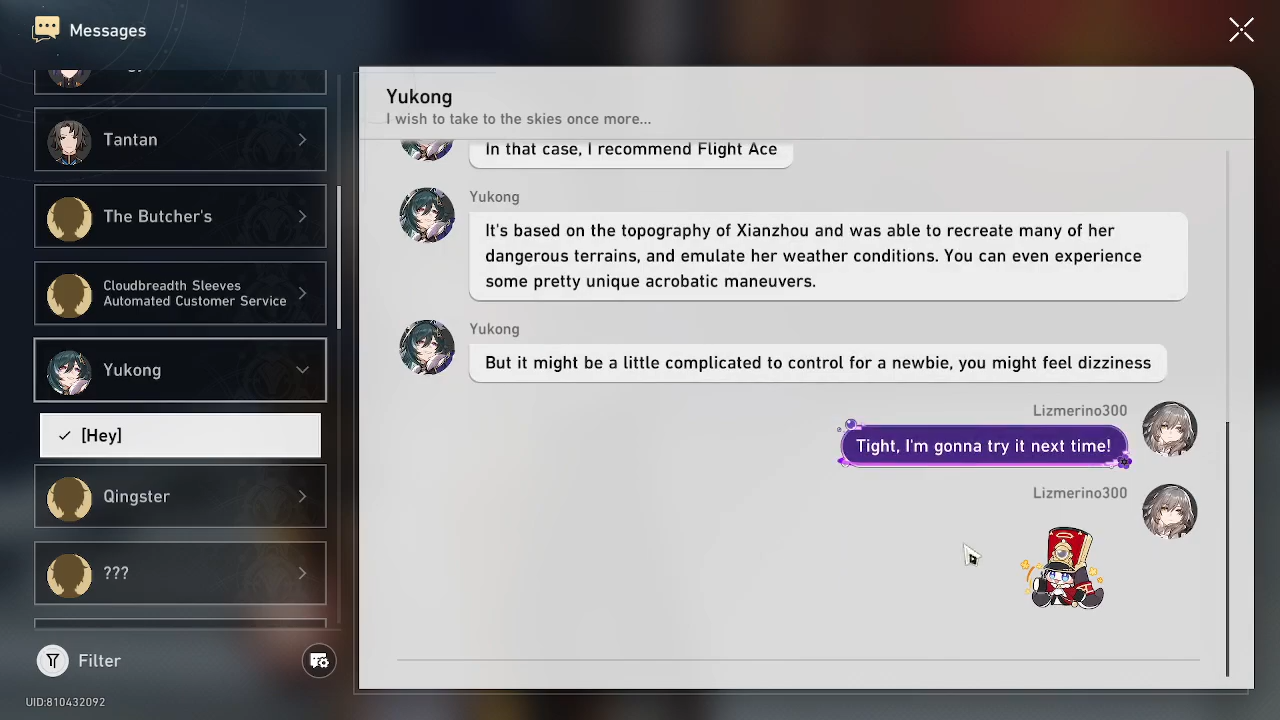 Messages
Tantan
The Butcher's
Cloudbreadth Sleeves
Automated Customer Service
Yukong
[Hey]
Qingster
???
Filter
UID:810432092
Yukong
I wish to take to the skies once more...
In that case, I recommend Flight Ace
Yukong
It's based on the topography of Xianzhou and was able to recreate many of her
dangerous terrains, and emulate her weather conditions. You can even experience
some pretty unique acrobatic maneuvers.
Yukong
But it might be a little complicated to control for a newbie, you might feel dizziness
Lizmerino300
Tight, I'm gonna try it next time!
Lizmerino300